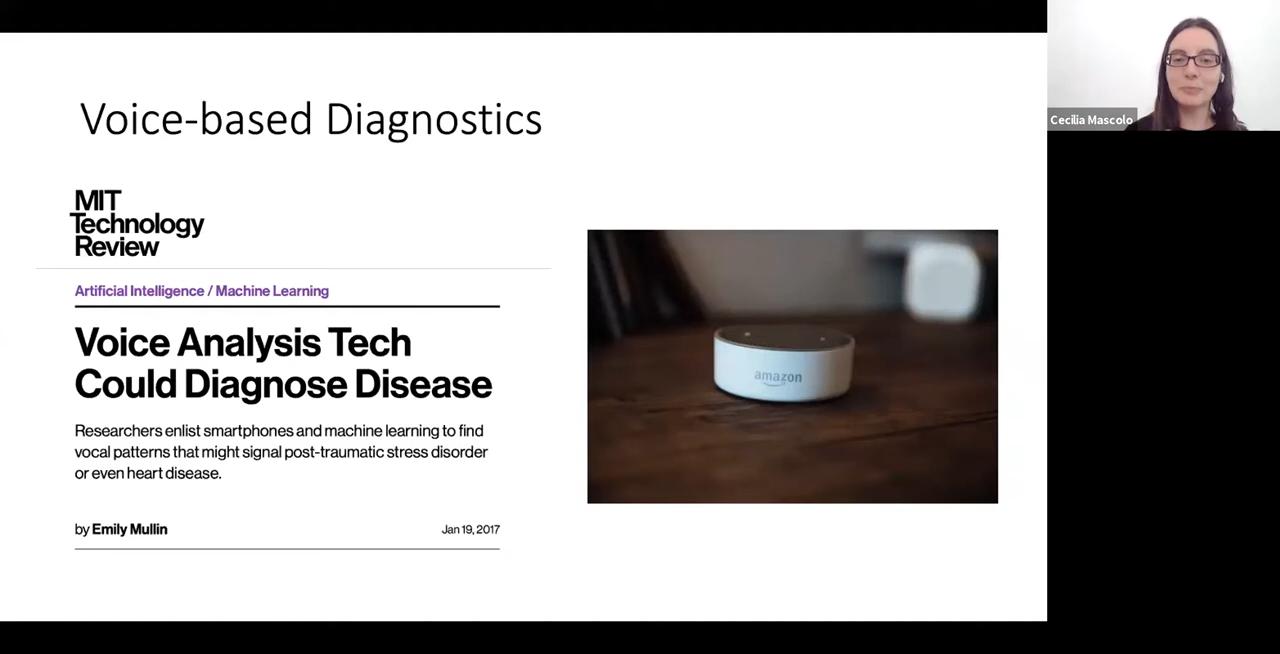 Voice-based Diagnostics
MIT
Technology
Review
Artificial Intelligence / Machine Learning
Voice Analysis Tech
Could Diagnose Disease
Researchers enlist smartphones and machine learning to find
vocal patterns that might signal post-traumatic stress disorder
or even heart disease.
by Emily Mullin
Jan 19, 2017
amazon
Cecilia Mascolo